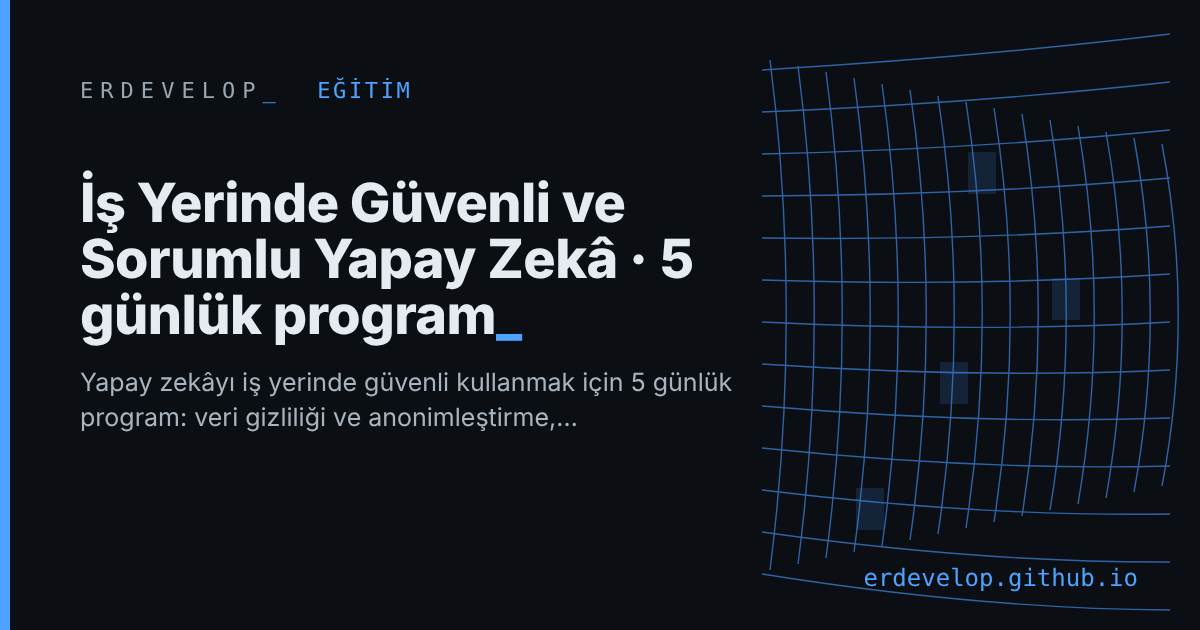 ERDEVELOP_ EĞİTİM
İş Yerinde Güvenli ve
Sorumlu Yapay Zekâ · 5
günlük program_
Yapay zekâyı iş yerinde güvenli kullanmak için 5 günlük
program: veri gizliliği ve anonimleştirme,...
erdevelop.github.io